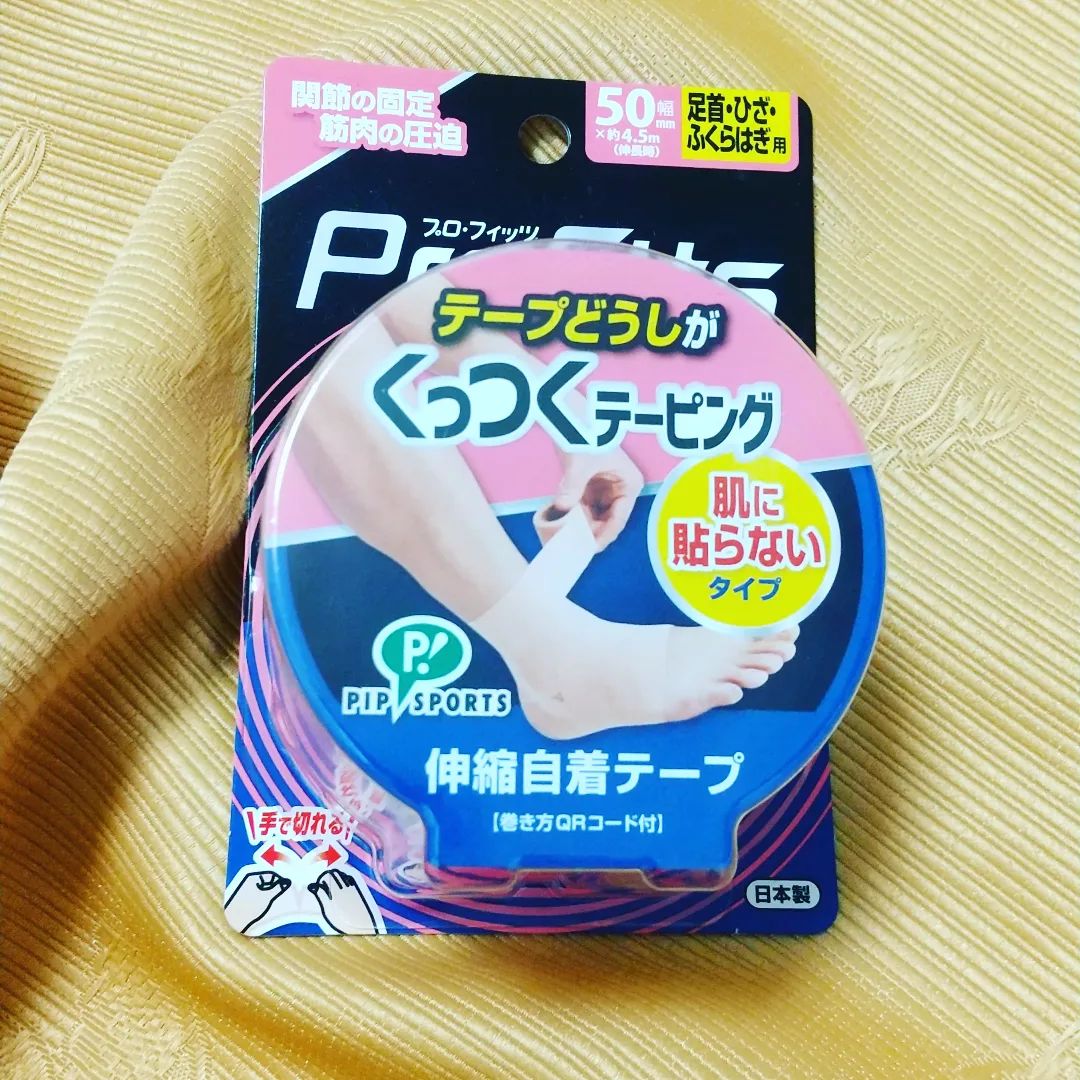 関節の固定
筋肉の圧迫
50幅mm
×約4.5m
(伸長時)
足首・ひざ・
ふくらはぎ用
プロ・フィッツ
テープどうしが
くっつくテーピング
肌に
貼らない
タイプ
P!
PIP SPORTS
伸縮自着テープ
【巻き方QRコード付】
手で切れる
日本製